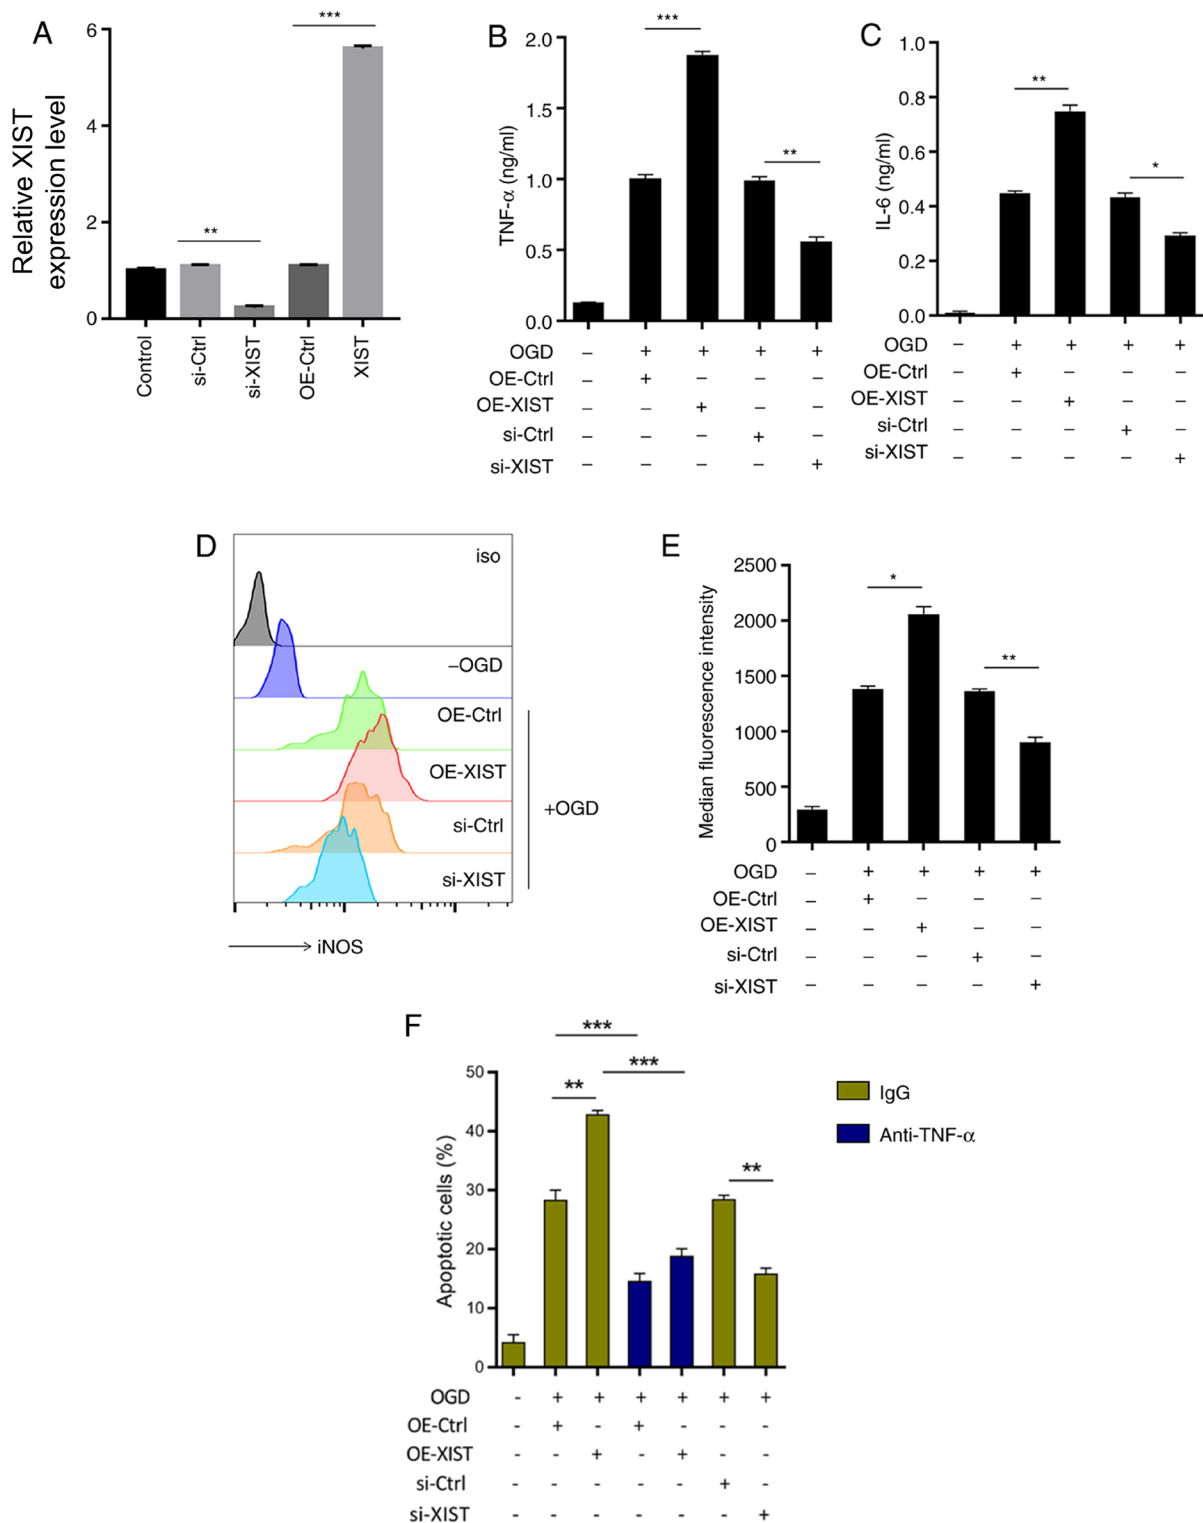 A
Relative XIST
expression level
6
4
2
0
**
***
Control
si-Ctrl
si-XIST
OE-Ctrl
XIST
B
TNF-α (ng/ml)
2.0
1.5
1.0
0.5
0.0
***
**
OGD – + + + +
OE-Ctrl – + – – –
OE-XIST – – + – –
si-Ctrl – – – + –
si-XIST – – – – +
C
IL-6 (ng/ml)
1.0
0.8
0.6
0.4
0.2
0.0
**
*
OGD – + + + +
OE-Ctrl – + – – –
OE-XIST – – + – –
si-Ctrl – – – + –
si-XIST – – – – +
D
iso
–OGD
OE-Ctrl
OE-XIST
si-Ctrl
si-XIST
+OGD
iNOS
E
Median fluorescence intensity
2500
2000
1500
1000
500
0
*
**
OGD – + + + +
OE-Ctrl – + – – –
OE-XIST – – + – –
si-Ctrl – – – + –
si-XIST – – – – +
F
Apoptotic cells (%)
50
40
30
20
10
0
***
***
**
**
IgG
Anti-TNF-α
OGD - + + + + + +
OE-Ctrl - + - + - - -
OE-XIST - - + - + - -
si-Ctrl - - - - - + -
si-XIST - - - - - - +